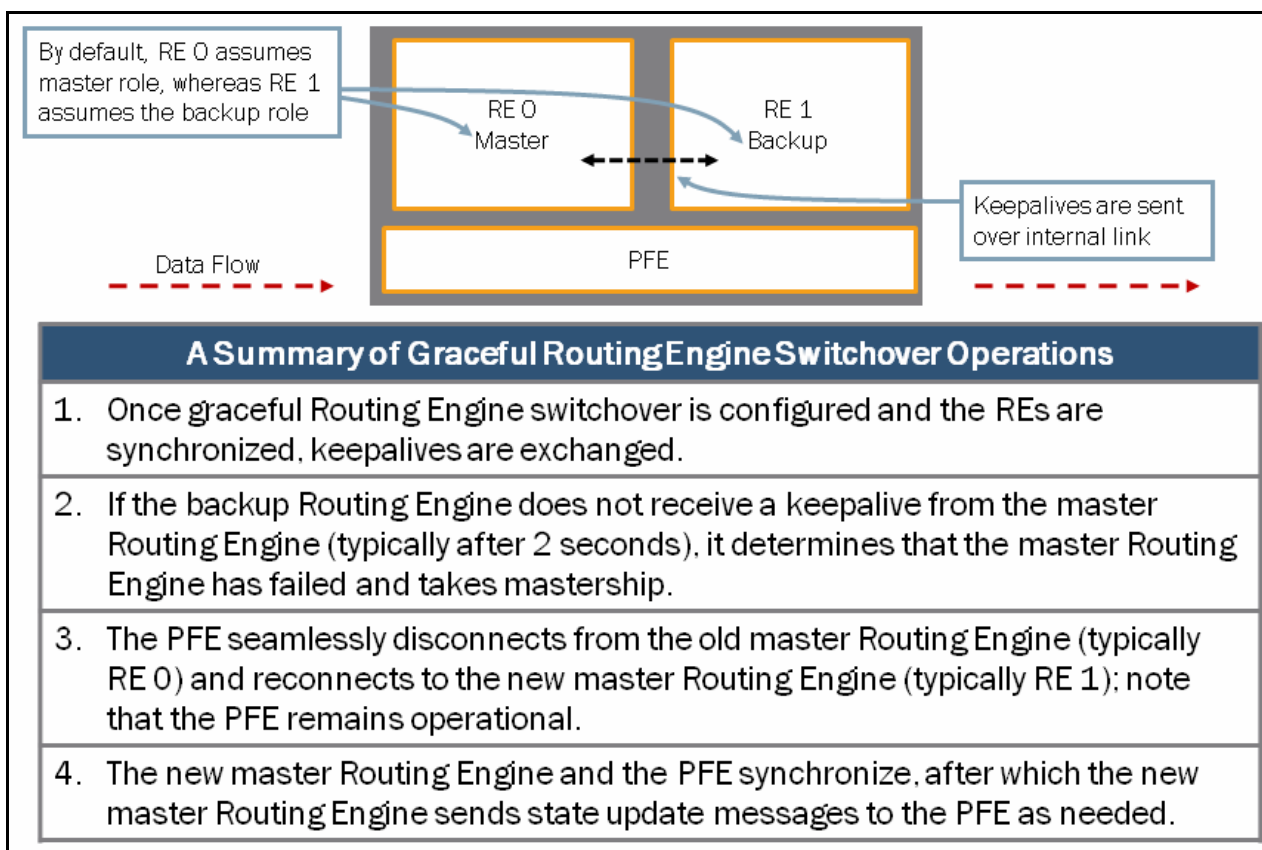 By default, RE 0 assumes
master role, whereas RE 1
assumes the backup role
RE 0
Master
RE 1
Backup
Keepalives are sent
over internal link
Data Flow
PFE
A Summary of Graceful Routing Engine Switchover Operations
1. Once graceful Routing Engine switchover is configured and the REs are
synchronized, keepalives are exchanged.
2. If the backup Routing Engine does not receive a keepalive from the master
Routing Engine (typically after 2 seconds), it determines that the master Routing
Engine has failed and takes mastership.
3. The PFE seamlessly disconnects from the old master Routing Engine (typically
RE 0) and reconnects to the new master Routing Engine (typically RE 1); note
that the PFE remains operational.
4. The new master Routing Engine and the PFE synchronize, after which the new
master Routing Engine sends state update messages to the PFE as needed.